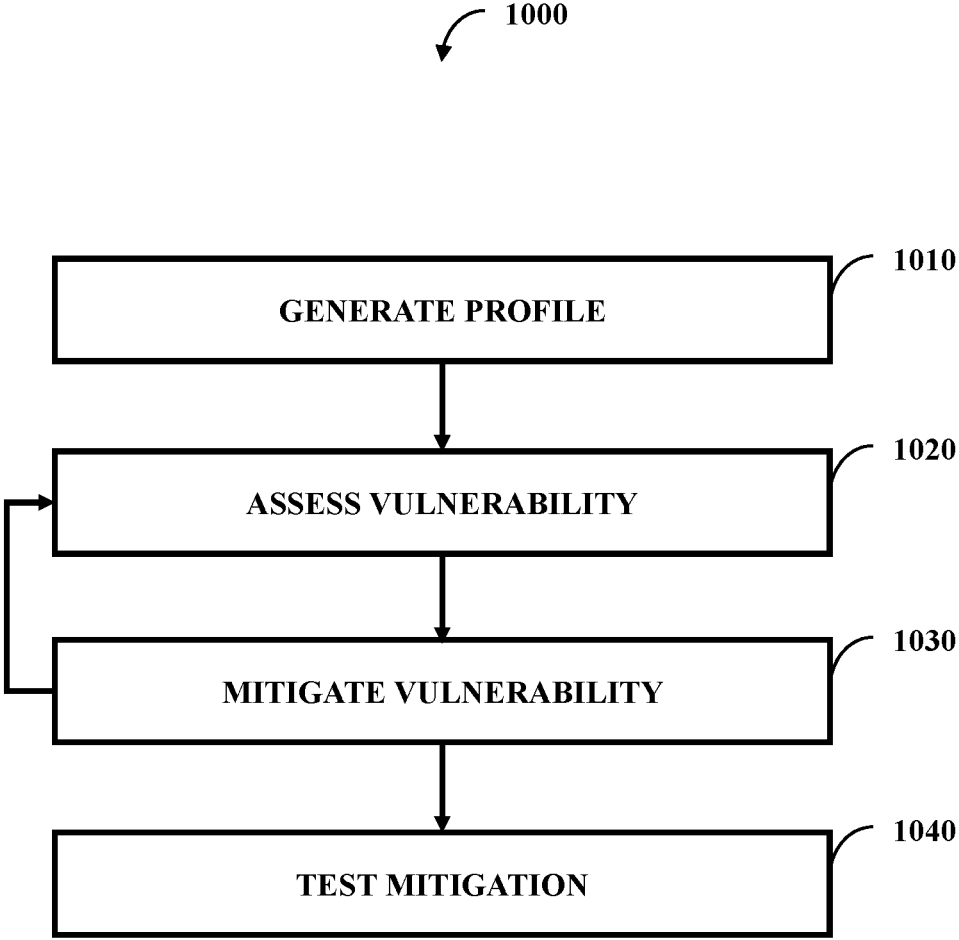 1000
1010
GENERATE PROFILE
1020
ASSESS VULNERABILITY
1030
MITIGATE VULNERABILITY
1040
TEST MITIGATION